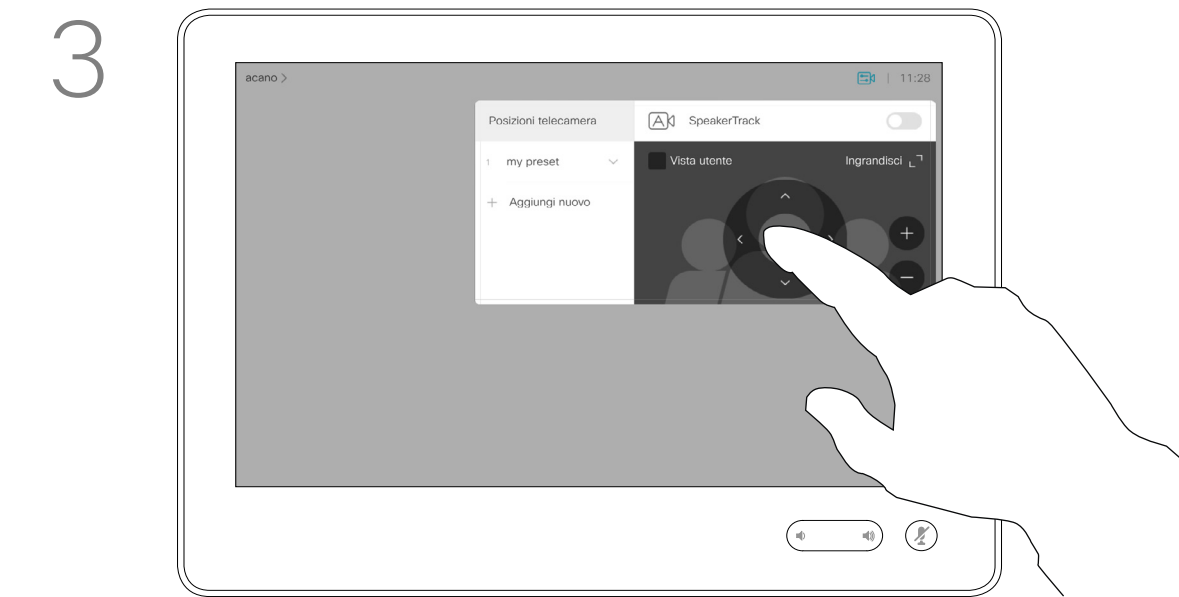 3
acano >
11:28
Posizioni telecamera
SpeakerTrack
1 my preset
Vista utente
Ingrandisci
+ Aggiungi nuovo